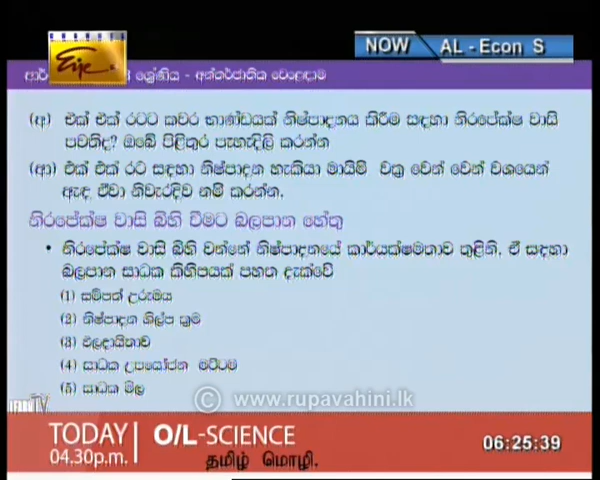 Eye
NOW
AL - Econ S
ශ්‍රේණිය - අන්තර්ජාතික වෙළෙඳාම
(අ) එක් එක් රටට කවර භාණ්ඩයක් නිෂ්පාදනය කිරීම සඳහා නිරපේක්ෂ වාසි
පවතිද? ඔබේ පිළිතුර පැහැදිලි කරන්න
(ආ) එක් එක් රට සඳහා නිෂ්පාදන හැකියා මායිම් වක්‍ර වෙන් වෙන් වශයෙන්
ඇඳ ඒවා නිවැරදිව නම් කරන්න.
නිරපේක්ෂ වාසි බිහි වීමට බලපාන හේතු
• නිරපේක්ෂ වාසි බිහි වන්නේ නිෂ්පාදනයේ කාර්යක්ෂමතාව තුළිනි. ඒ සඳහා
බලපාන සාධක කිහිපයක් පහත දැක්වේ
(1) සම්පත් උරුමය
(2) නිෂ්පාදන ශිල්ප ක්‍රම
(3) ඵලදායිතාව
(4) සාධක උපයෝජන මට්ටම
(5) සාධක මිල
© www.rupavahini.lk
TODAY
04.30p.m.
O/L-SCIENCE
தமிழ் மொழி.
06:25:39